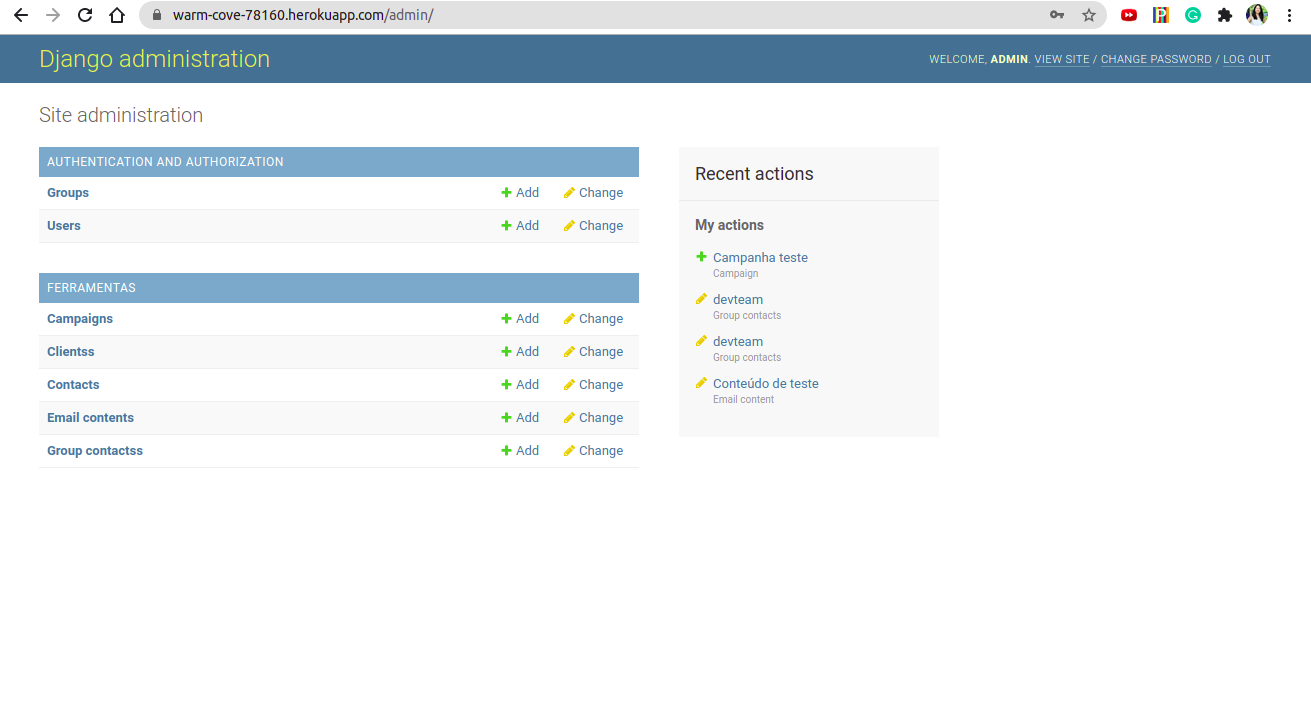 warm-cove-78160.herokuapp.com/admin/
Django administration
WELCOME, ADMIN. VIEW SITE / CHANGE PASSWORD / LOG OUT
Site administration
AUTHENTICATION AND AUTHORIZATION
Groups Add Change
Users Add Change
FERRAMENTAS
Campaigns Add Change
Clientss Add Change
Contacts Add Change
Email contents Add Change
Group contactss Add Change
Recent actions
My actions
Campanha teste
Campaign
devteam
Group contacts
devteam
Group contacts
Conteúdo de teste
Email content